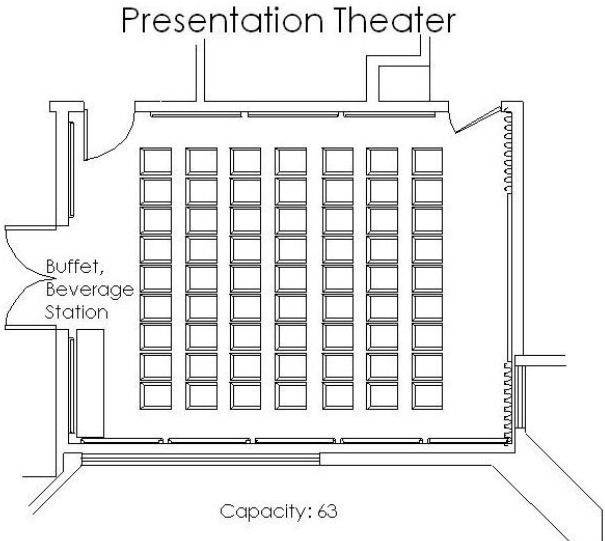 Presentation Theater
Buffet,
Beverage
Station
Capacity: 63